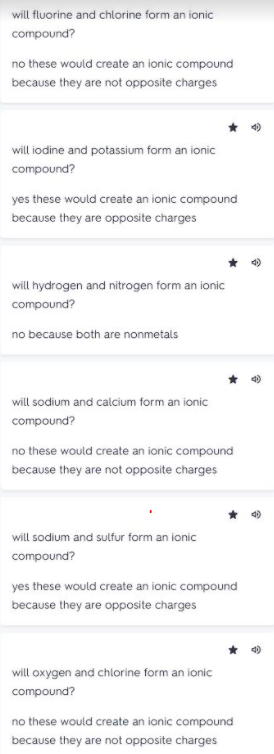 will fluorine and chlorine form an ionic
compound?
no these would create an ionic compound
because they are not opposite charges
will iodine and potassium form an ionic
compound?
yes these would create an ionic compound
because they are opposite charges
will hydrogen and nitrogen form an ionic
compound?
no because both are nonmetals
will sodium and calcium form an ionic
compound?
no these would create an ionic compound
because they are not opposite charges
will sodium and sulfur form an ionic
compound?
yes these would create an ionic compound
because they are opposite charges
will oxygen and chlorine form an ionic
compound?
no these would create an ionic compound
because they are not opposite charges